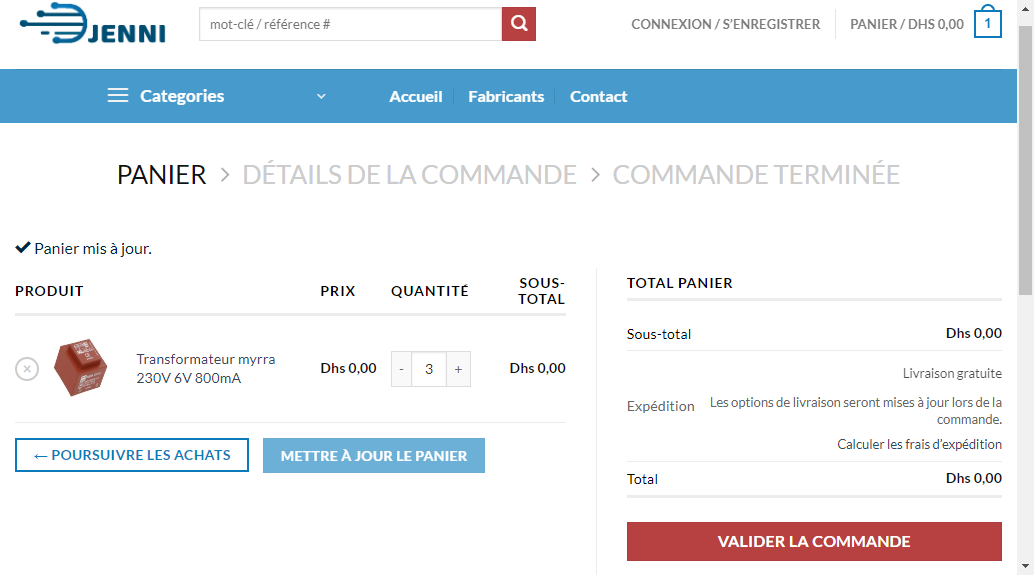 DJENNI
mot-clé / référence #
CONNEXION / S'ENREGISTRER
PANIER / DHS 0,00
1
Categories
Accueil
Fabricants
Contact
PANIER > DÉTAILS DE LA COMMANDE > COMMANDE TERMINÉE
Panier mis à jour.
PRODUIT
PRIX
QUANTITÉ
SOUS-
TOTAL
Transformateur myrra
230V 6V 800mA
Dhs 0,00
- 3 +
Dhs 0,00
← POURSUIVRE LES ACHATS
METTRE À JOUR LE PANIER
TOTAL PANIER
Sous-total
Dhs 0,00
Expédition
Livraison gratuite
Les options de livraison seront mises à jour lors de la
commande.
Calculer les frais d'expédition
Total
Dhs 0,00
VALIDER LA COMMANDE